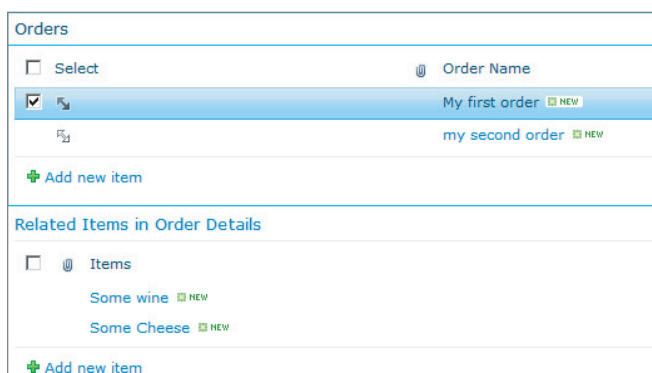 Orders
Select Order Name
My first order NEW
my second order NEW
Add new item
Related Items in Order Details
Items
Some wine NEW
Some Cheese NEW
Add new item